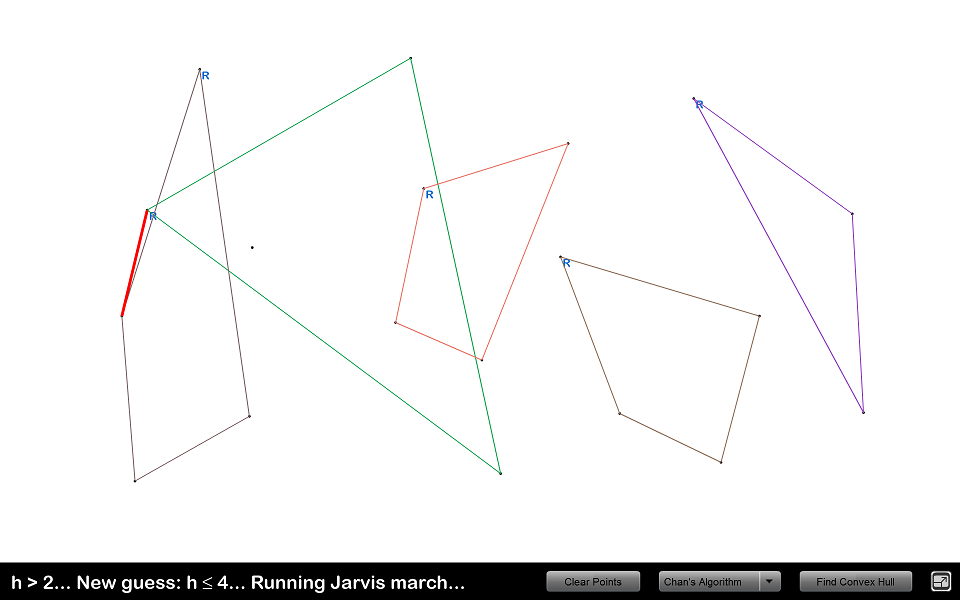 R
R
R
R
R
h > 2... New guess: h ≤ 4... Running Jarvis march...
Clear Points
Chan's Algorithm
Find Convex Hull